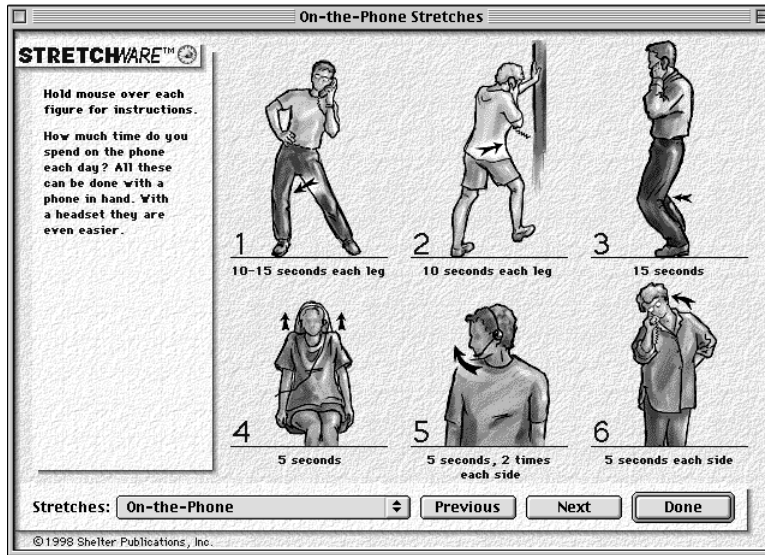 On-the-Phone Stretches
STRETCHWARE™
Hold mouse over each
figure for instructions.
How much time do you
spend on the phone
each day? All these
can be done with a
phone in hand. With
a headset they are
even easier.
1
10-15 seconds each leg
2
10 seconds each leg
3
15 seconds
4
5 seconds
5
5 seconds, 2 times
each side
6
5 seconds each side
Stretches: On-the-Phone
Previous
Next
Done
©1998 Shelter Publications, Inc.